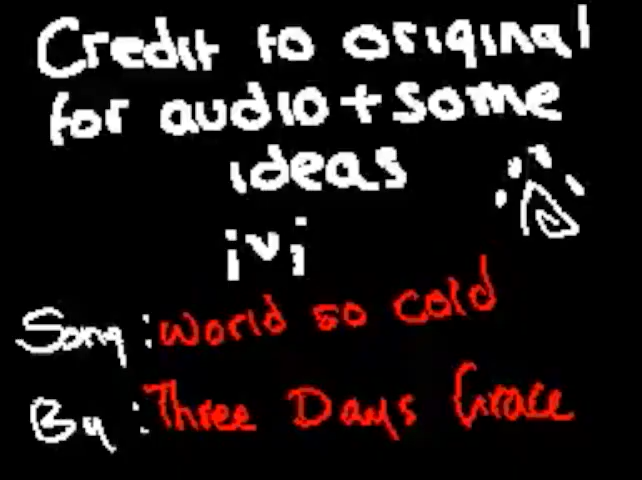 Credit to original
for audio + some
ideas
ivi
Song: World so cold
By: Three Days Grace